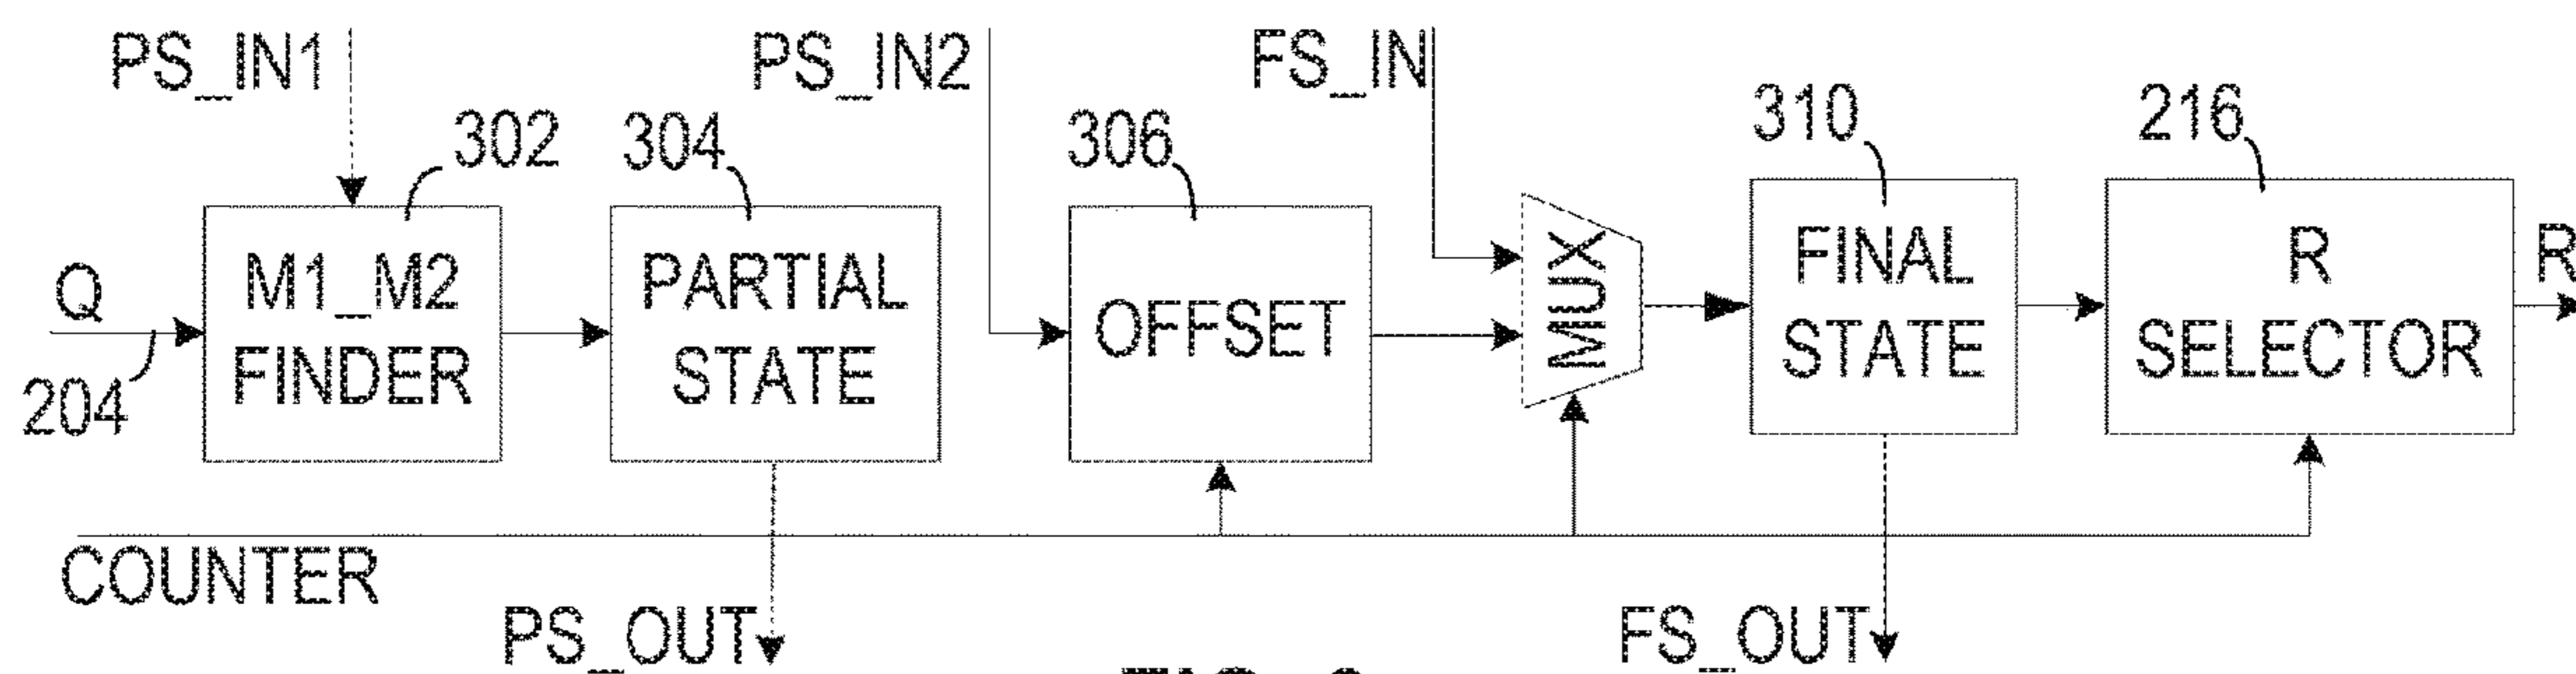 PS_IN1
PS_IN2
FS_IN
302
304
306
310
216
Q
204
M1_M2
FINDER
PARTIAL
STATE
OFFSET
MUX
FINAL
STATE
R
SELECTOR
R
COUNTER
PS_OUT
FS_OUT